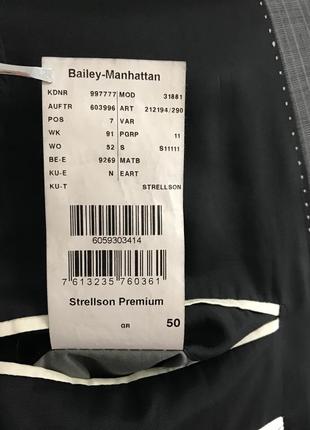 Bailey-Manhattan
KDNR 997777 MOD 31881
AUFTR 603996 ART 212194/290
POS 7 VAR
WK 91 PGRP 11
WO 52 S S11111
BE-E 9269 MATB
KU-E N EART
KU-T STRELLSON
6059303414
7 613235 760361
Strellson Premium
GR 50